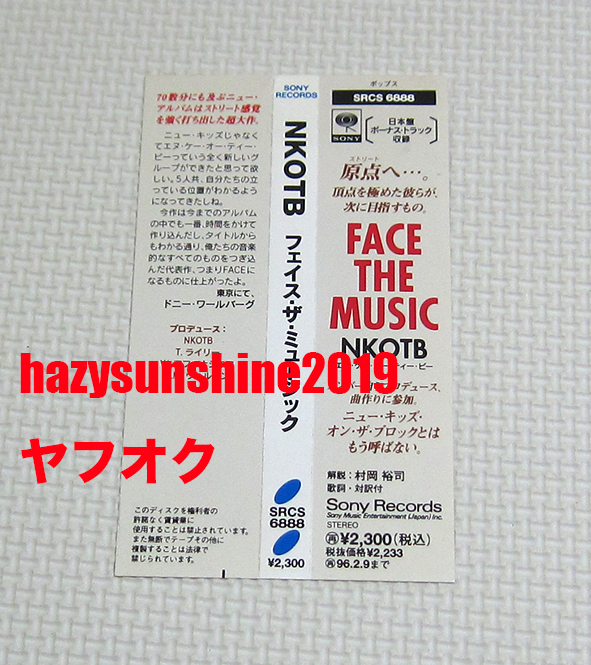 70数分にも及ぶニュー・
アルバムはストリート感覚
を強く打ち出した超大作。
ニュー・キッズじゃなくて
エヌ・ケー・オー・ティー・
ビーっていう全く新しいグ
ループができたと思って欲
しい。5人共、自分たちの立
っている位置がわかるよう
になってきたしね。
今作は今までのアルバム
の中でも一番、時間をかけて
作り込んだし、タイトルから
もわかる通り、俺たちの音楽
的なすべてのものをつぎ込
んだ代表作、つまりFACEに
なるものに仕上がったよ。
東京にて、
ドニー・ワールバーグ
プロデュース:
NKOTB
T. ライリー
このディスクを権利者の
許諾なく賃貸業に
使用することは禁止されています。
また無断でテープその他に
複製することは法律で
禁じられています。
SONY
RECORDS
NKOTB フェイス・ザ・ミュージック
SRCS
6888
¥2,300
ポップス
SRCS 6888
SONY
日本盤
ボーナス・トラック
収録
ストリート
原点へ…。
頂点を極めた彼らが、
次に目指すもの。
FACE
THE
MUSIC
NKOTB
プロデュース、
曲作りに参加。
ニュー・キッズ・
オン・ザ・ブロックとは
もう呼ばない。
解説:村岡 裕司
歌詞・対訳付
Sony Records
Sony Music Entertainment (Japan) Inc.
STEREO
㊞¥2,300(税込)
税抜価格¥2,233
㊞96.2.9まで
hazysunshine2019
ヤフオク